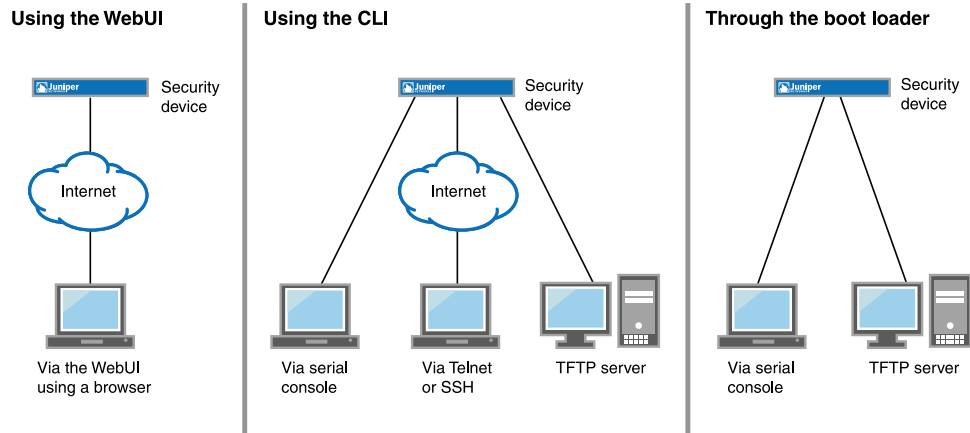 Using the WebUI
Juniper
Security
device
Internet
Via the WebUI
using a browser
Using the CLI
Juniper
Security
device
Internet
Via serial
console
Via Telnet
or SSH
TFTP server
Through the boot loader
Juniper
Security
device
Via serial
console
TFTP server